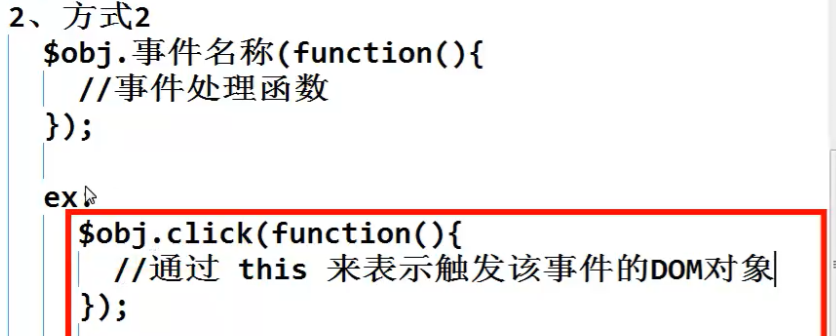 2、方式2
$obj.事件名称(function(){
//事件处理函数
});
ex
$obj.click(function(){
//通过 this 来表示触发该事件的DOM对象
});